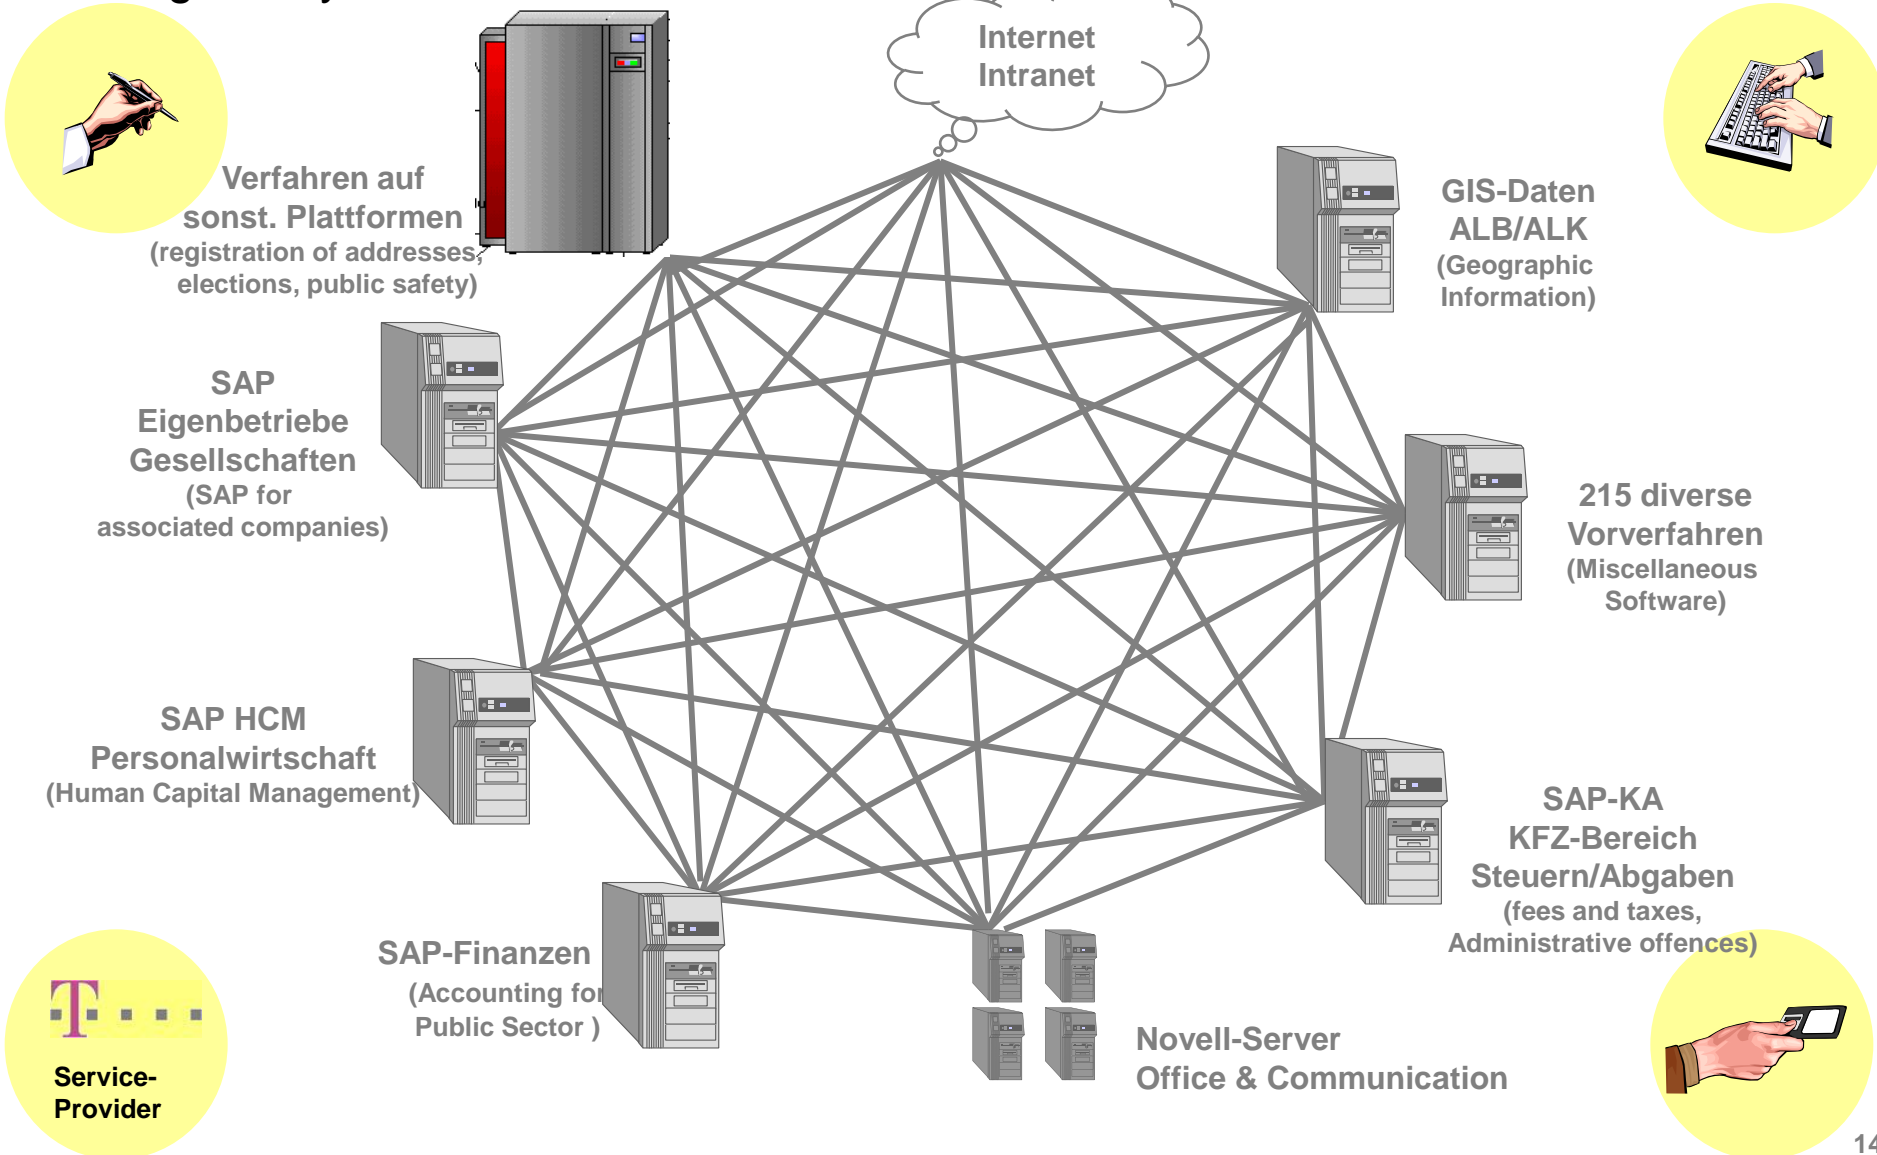 Internet
Intranet
Verfahren auf
sonst. Plattformen
(registration of addresses,
elections, public safety)
GIS-Daten
ALB/ALK
(Geographic
Information)
SAP
Eigenbetriebe
Gesellschaften
(SAP for
associated companies)
215 diverse
Vorverfahren
(Miscellaneous
Software)
SAP HCM
Personalwirtschaft
(Human Capital Management)
SAP-KA
KFZ-Bereich
Steuern/Abgaben
(fees and taxes,
Administrative offences)
SAP-Finanzen
(Accounting for
Public Sector )
Novell-Server
Office & Communication
T
Service-
Provider
14